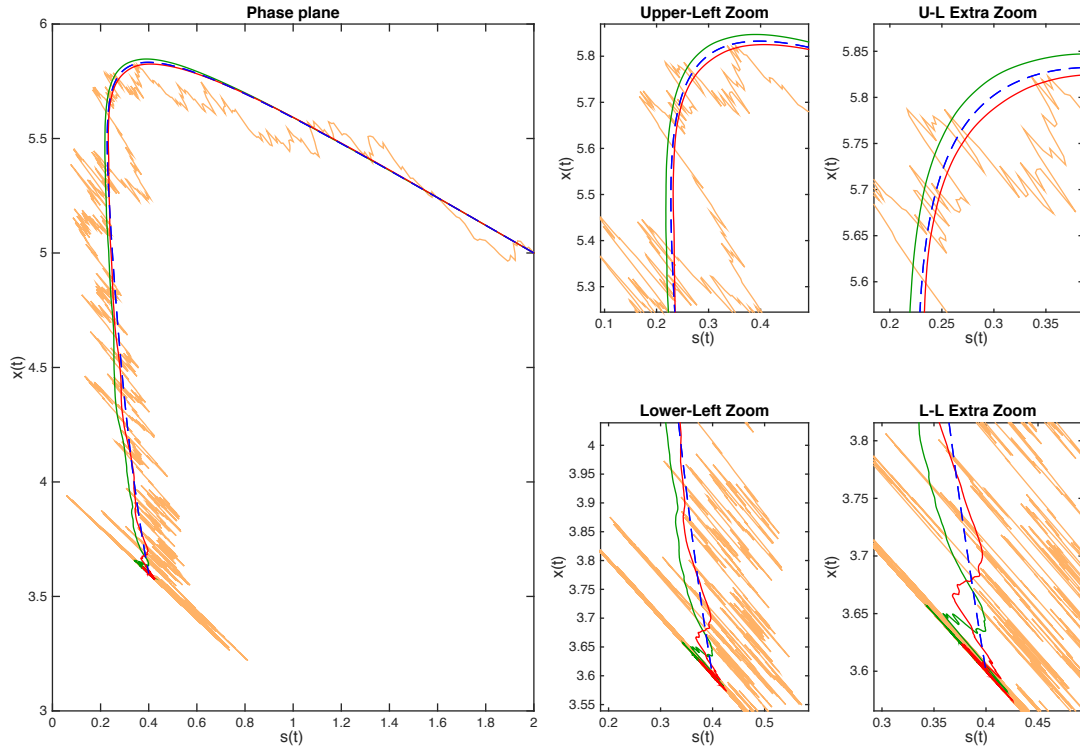 Phase plane
6
5.5
5
4.5
4
3.5
3
x(t)
0 0.2 0.4 0.6 0.8 1 1.2 1.4 1.6 1.8 2
s(t)
Upper-Left Zoom
5.8
5.7
5.6
5.5
5.4
5.3
x(t)
0.1 0.2 0.3 0.4
s(t)
U-L Extra Zoom
5.85
5.8
5.75
5.7
5.65
5.6
x(t)
0.2 0.25 0.3 0.35
s(t)
Lower-Left Zoom
4
3.95
3.9
3.85
3.8
3.75
3.7
3.65
3.6
3.55
x(t)
0.2 0.3 0.4 0.5
s(t)
L-L Extra Zoom
3.8
3.75
3.7
3.65
3.6
x(t)
0.3 0.35 0.4 0.45
s(t)